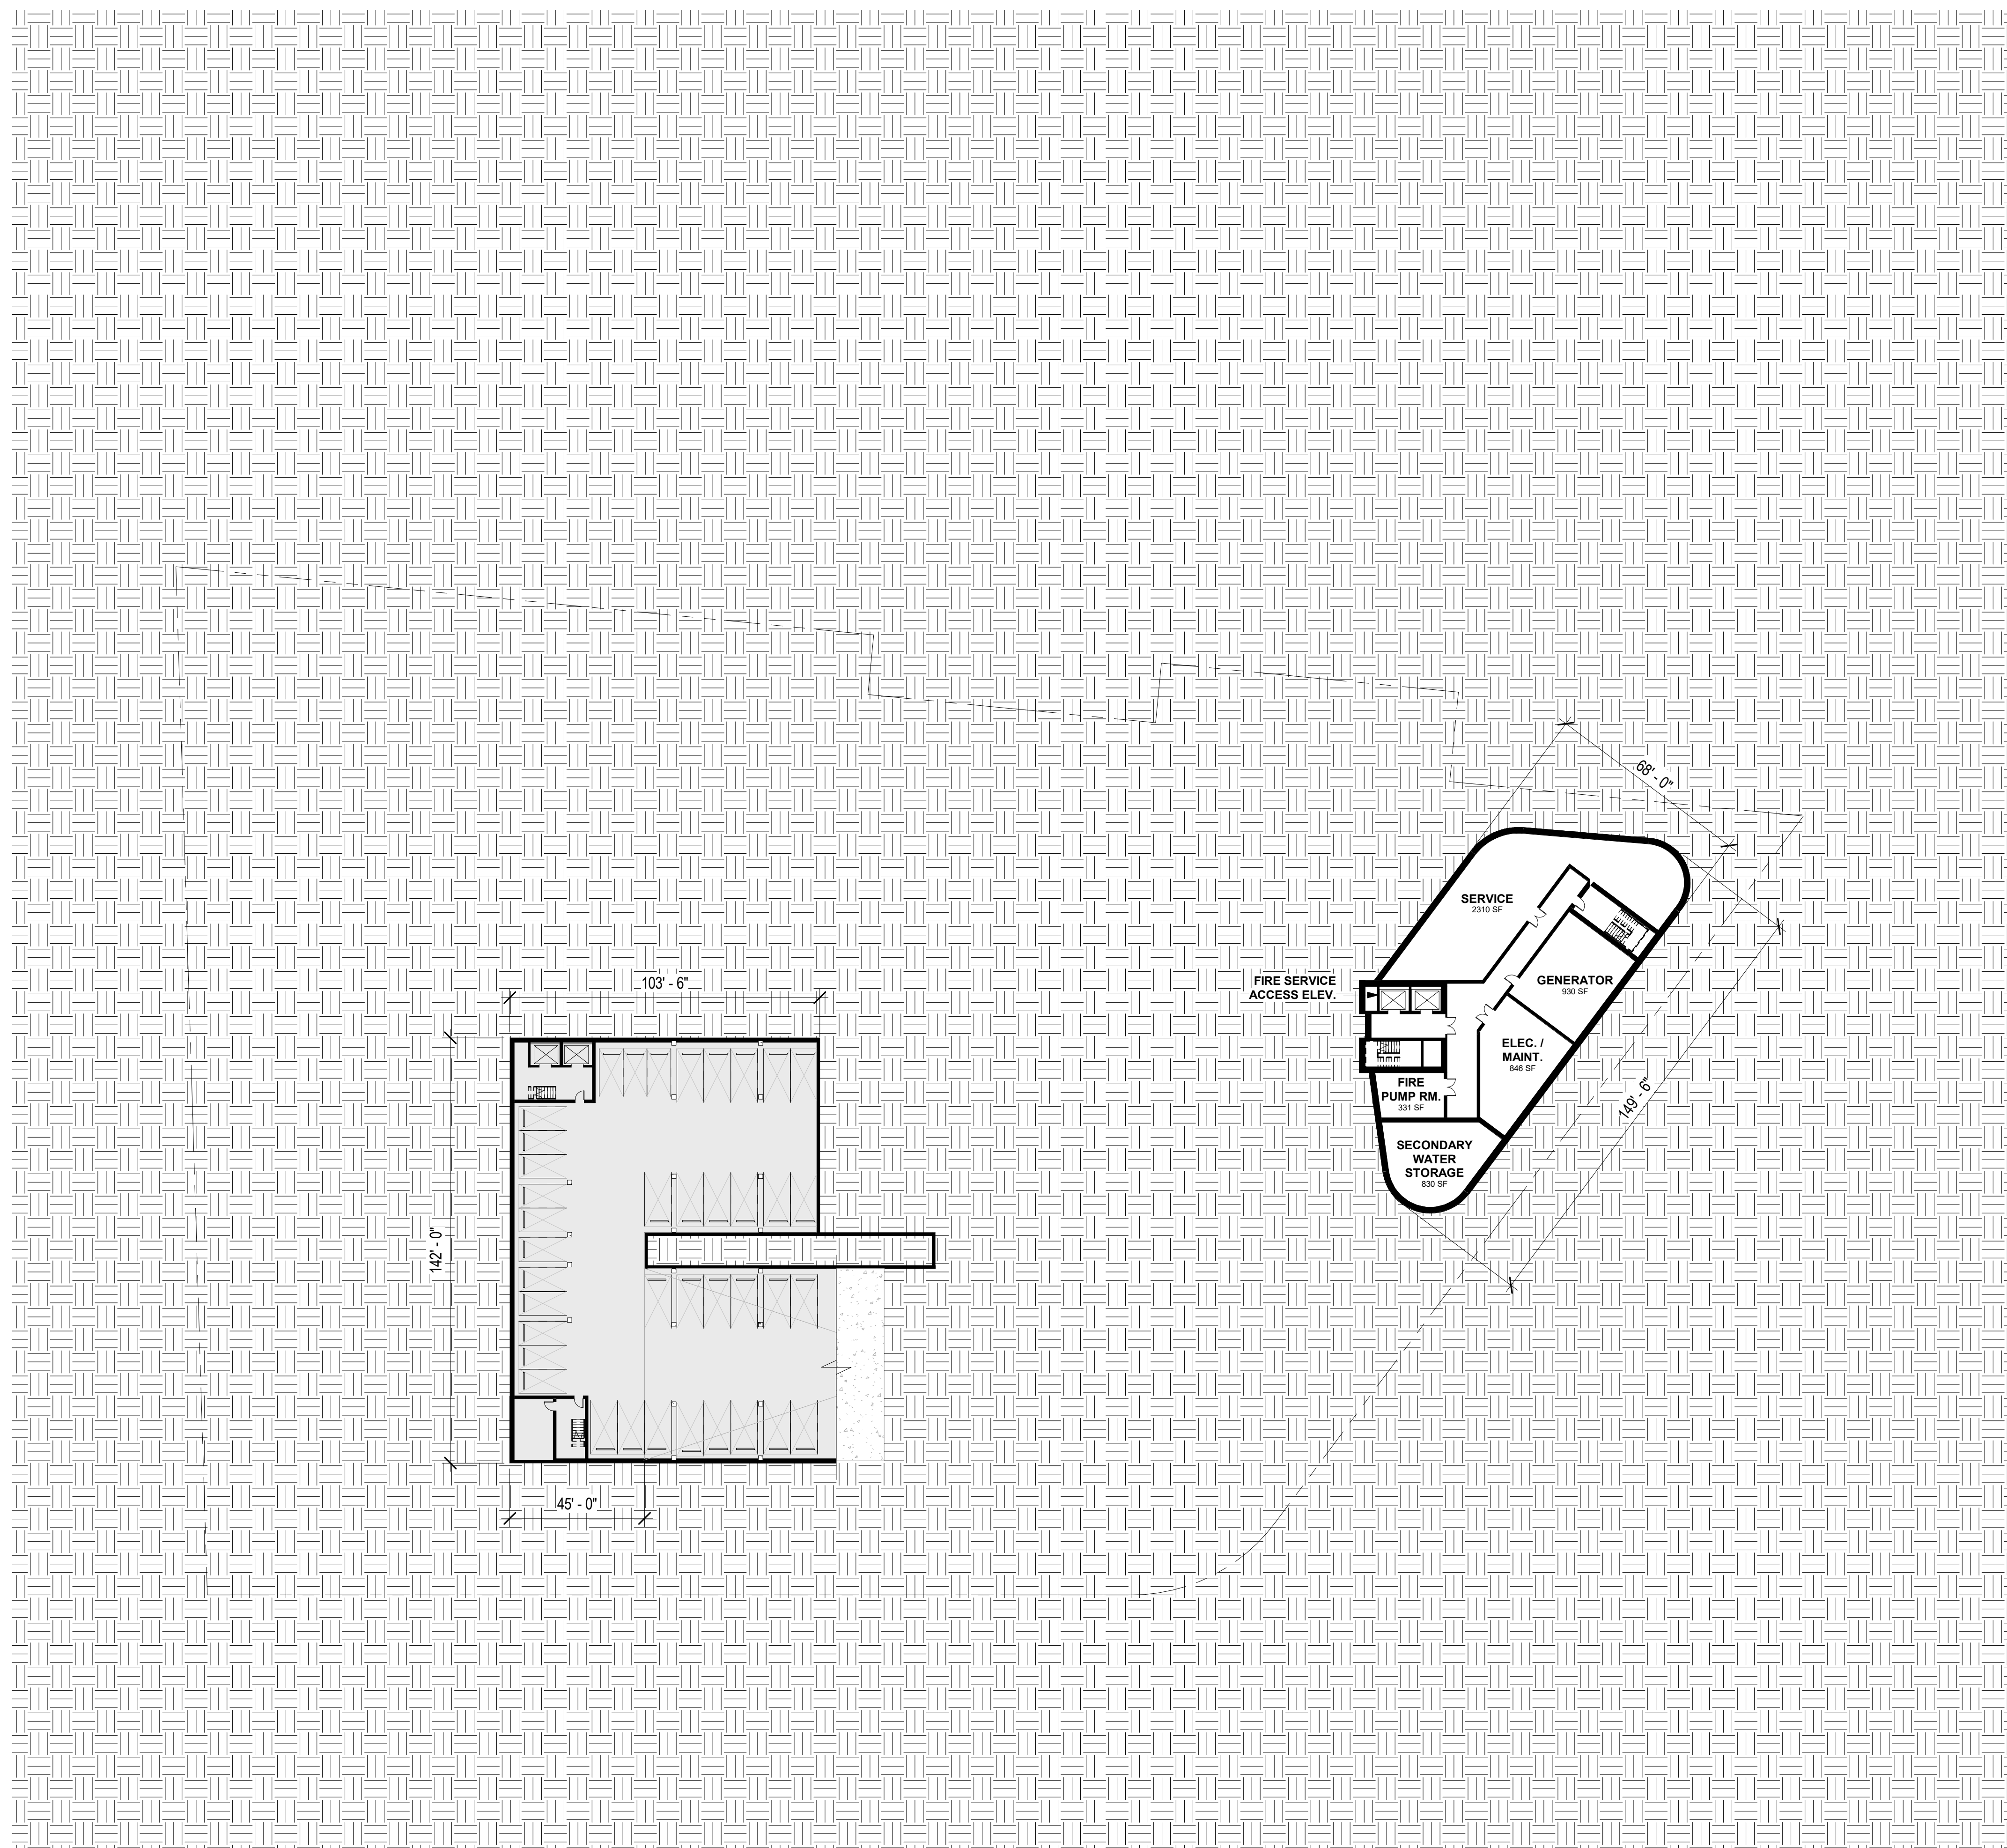 68' - 0"
SERVICE
2310 SF
FIRE SERVICE
ACCESS ELEV.
GENERATOR
930 SF
103' - 6"
ELEC. /
MAINT.
846 SF
FIRE
PUMP RM.
331 SF
149' - 6"
SECONDARY
WATER
STORAGE
830 SF
142' - 0"
45' - 0"